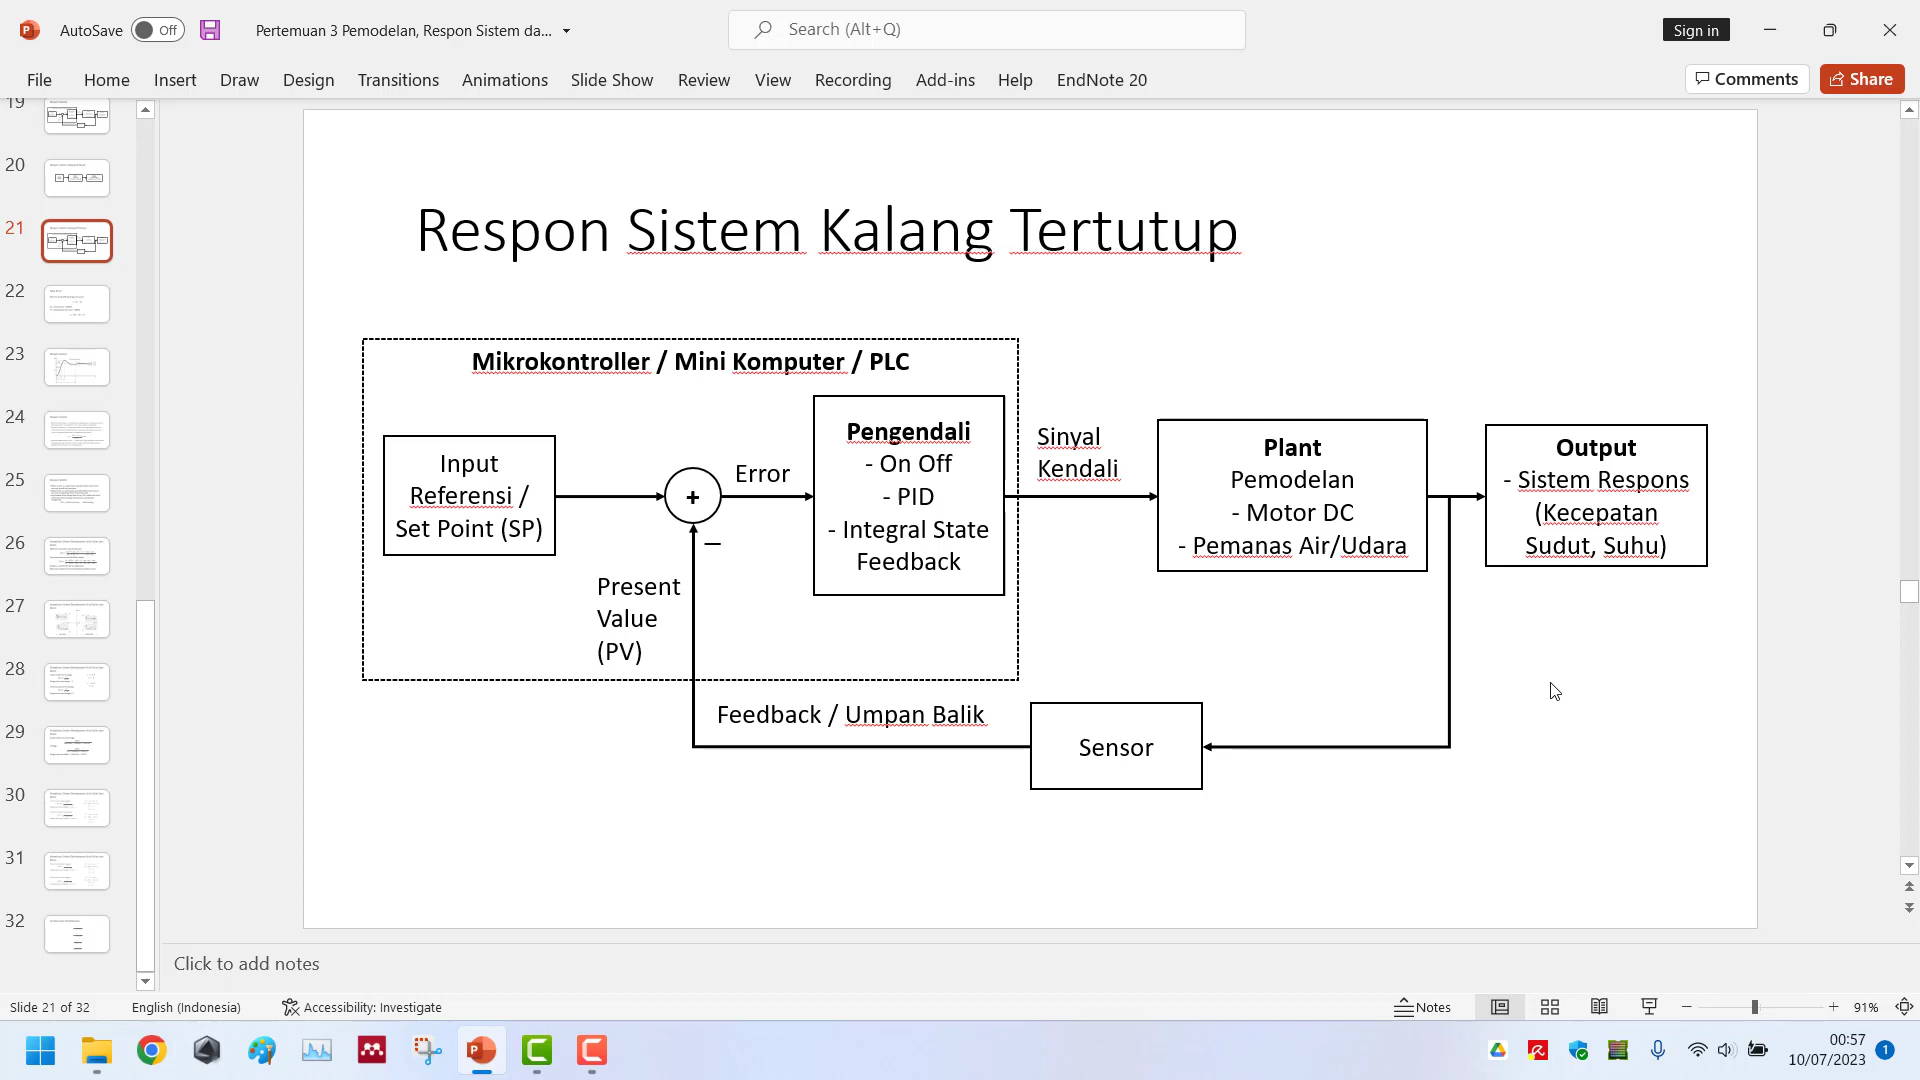 AutoSave
Off
Pertemuan 3 Pemodelan, Respon Sistem da...
Search (Alt+Q)
Sign in
File
Home
Insert
Draw
Design
Transitions
Animations
Slide Show
Review
View
Recording
Add-ins
Help
EndNote 20
Comments
Share
19
20
21
22
23
24
25
26
27
28
29
30
31
32
Respon Sistem Kalang Tertutup
Mikrokontroller / Mini Komputer / PLC
Input
Referensi /
Set Point (SP)
+
Error
−
Present
Value
(PV)
Pengendali
- On Off
- PID
- Integral State
Feedback
Sinyal
Kendali
Plant
Pemodelan
- Motor DC
- Pemanas Air/Udara
Output
- Sistem Respons
(Kecepatan
Sudut, Suhu)
Feedback / Umpan Balik
Sensor
Click to add notes
Slide 21 of 32
English (Indonesia)
Accessibility: Investigate
Notes
91%
00:57
10/07/2023
1